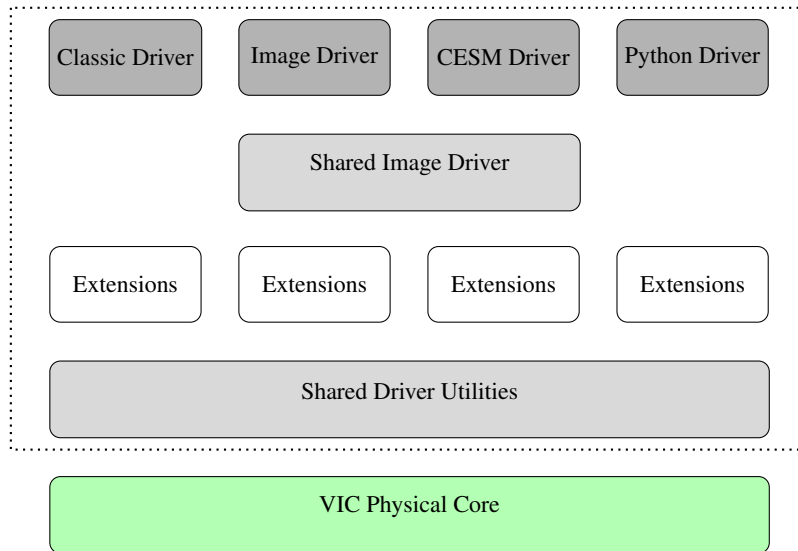 Classic Driver
Image Driver
CESM Driver
Python Driver
Shared Image Driver
Extensions
Extensions
Extensions
Extensions
Shared Driver Utilities
VIC Physical Core